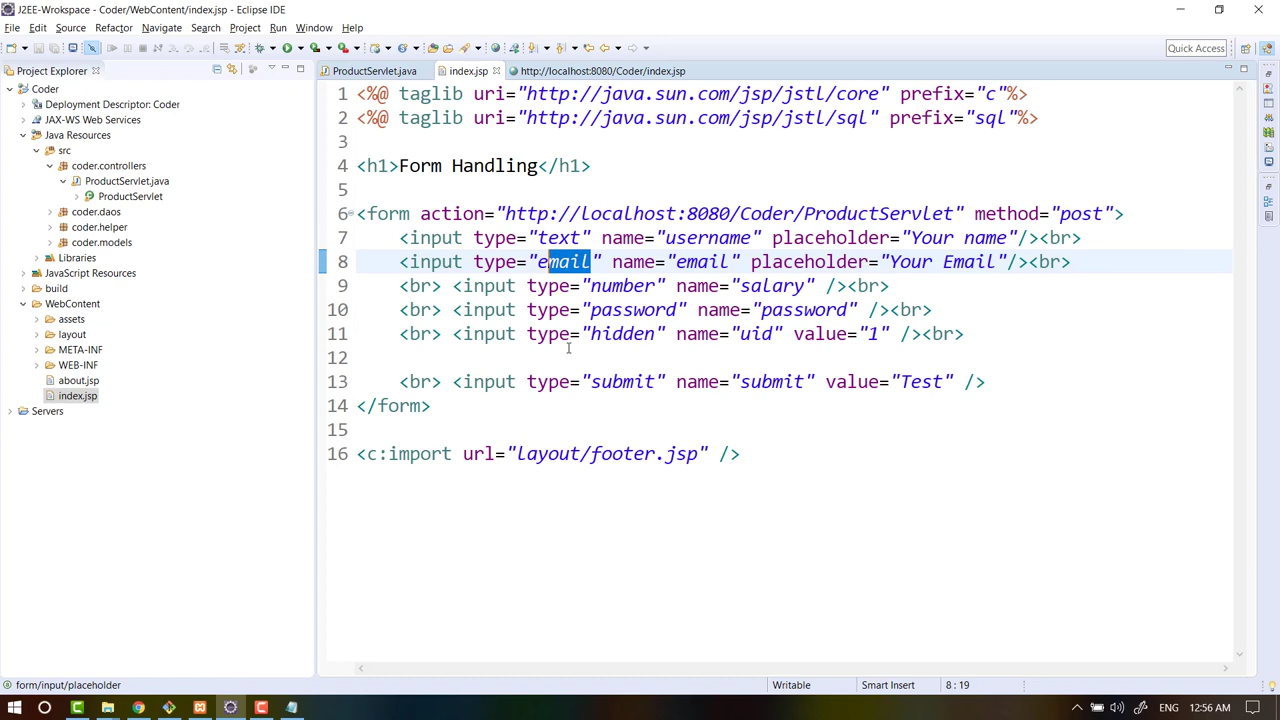 J2EE-Wrokspace - Coder/WebContent/index.jsp - Eclipse IDE
File Edit Source Refactor Navigate Search Project Run Window Help
Quick Access
Project Explorer
ProductServlet.java
index.jsp
http://localhost:8080/Coder/index.jsp
Coder
Deployment Descriptor: Coder
JAX-WS Web Services
Java Resources
src
coder.controllers
ProductServlet.java
ProductServlet
coder.daos
coder.helper
coder.models
Libraries
JavaScript Resources
build
WebContent
assets
layout
META-INF
WEB-INF
about.jsp
index.jsp
Servers
1 <%@ taglib uri="http://java.sun.com/jsp/jstl/core" prefix="c"%>
2 <%@ taglib uri="http://java.sun.com/jsp/jstl/sql" prefix="sql"%>
3
4 <h1>Form Handling</h1>
5
6 <form action="http://localhost:8080/Coder/ProductServlet" method="post">
7 <input type="text" name="username" placeholder="Your name"/><br>
8 <input type="email" name="email" placeholder="Your Email"/><br>
9 <br> <input type="number" name="salary" /><br>
10 <br> <input type="password" name="password" /><br>
11 <br> <input type="hidden" name="uid" value="1" /><br>
12
13 <br> <input type="submit" name="submit" value="Test" />
14 </form>
15
16 <c:import url="layout/footer.jsp" />
form/input/placeholder
Writable
Smart Insert
8 : 19
ENG
12:56 AM